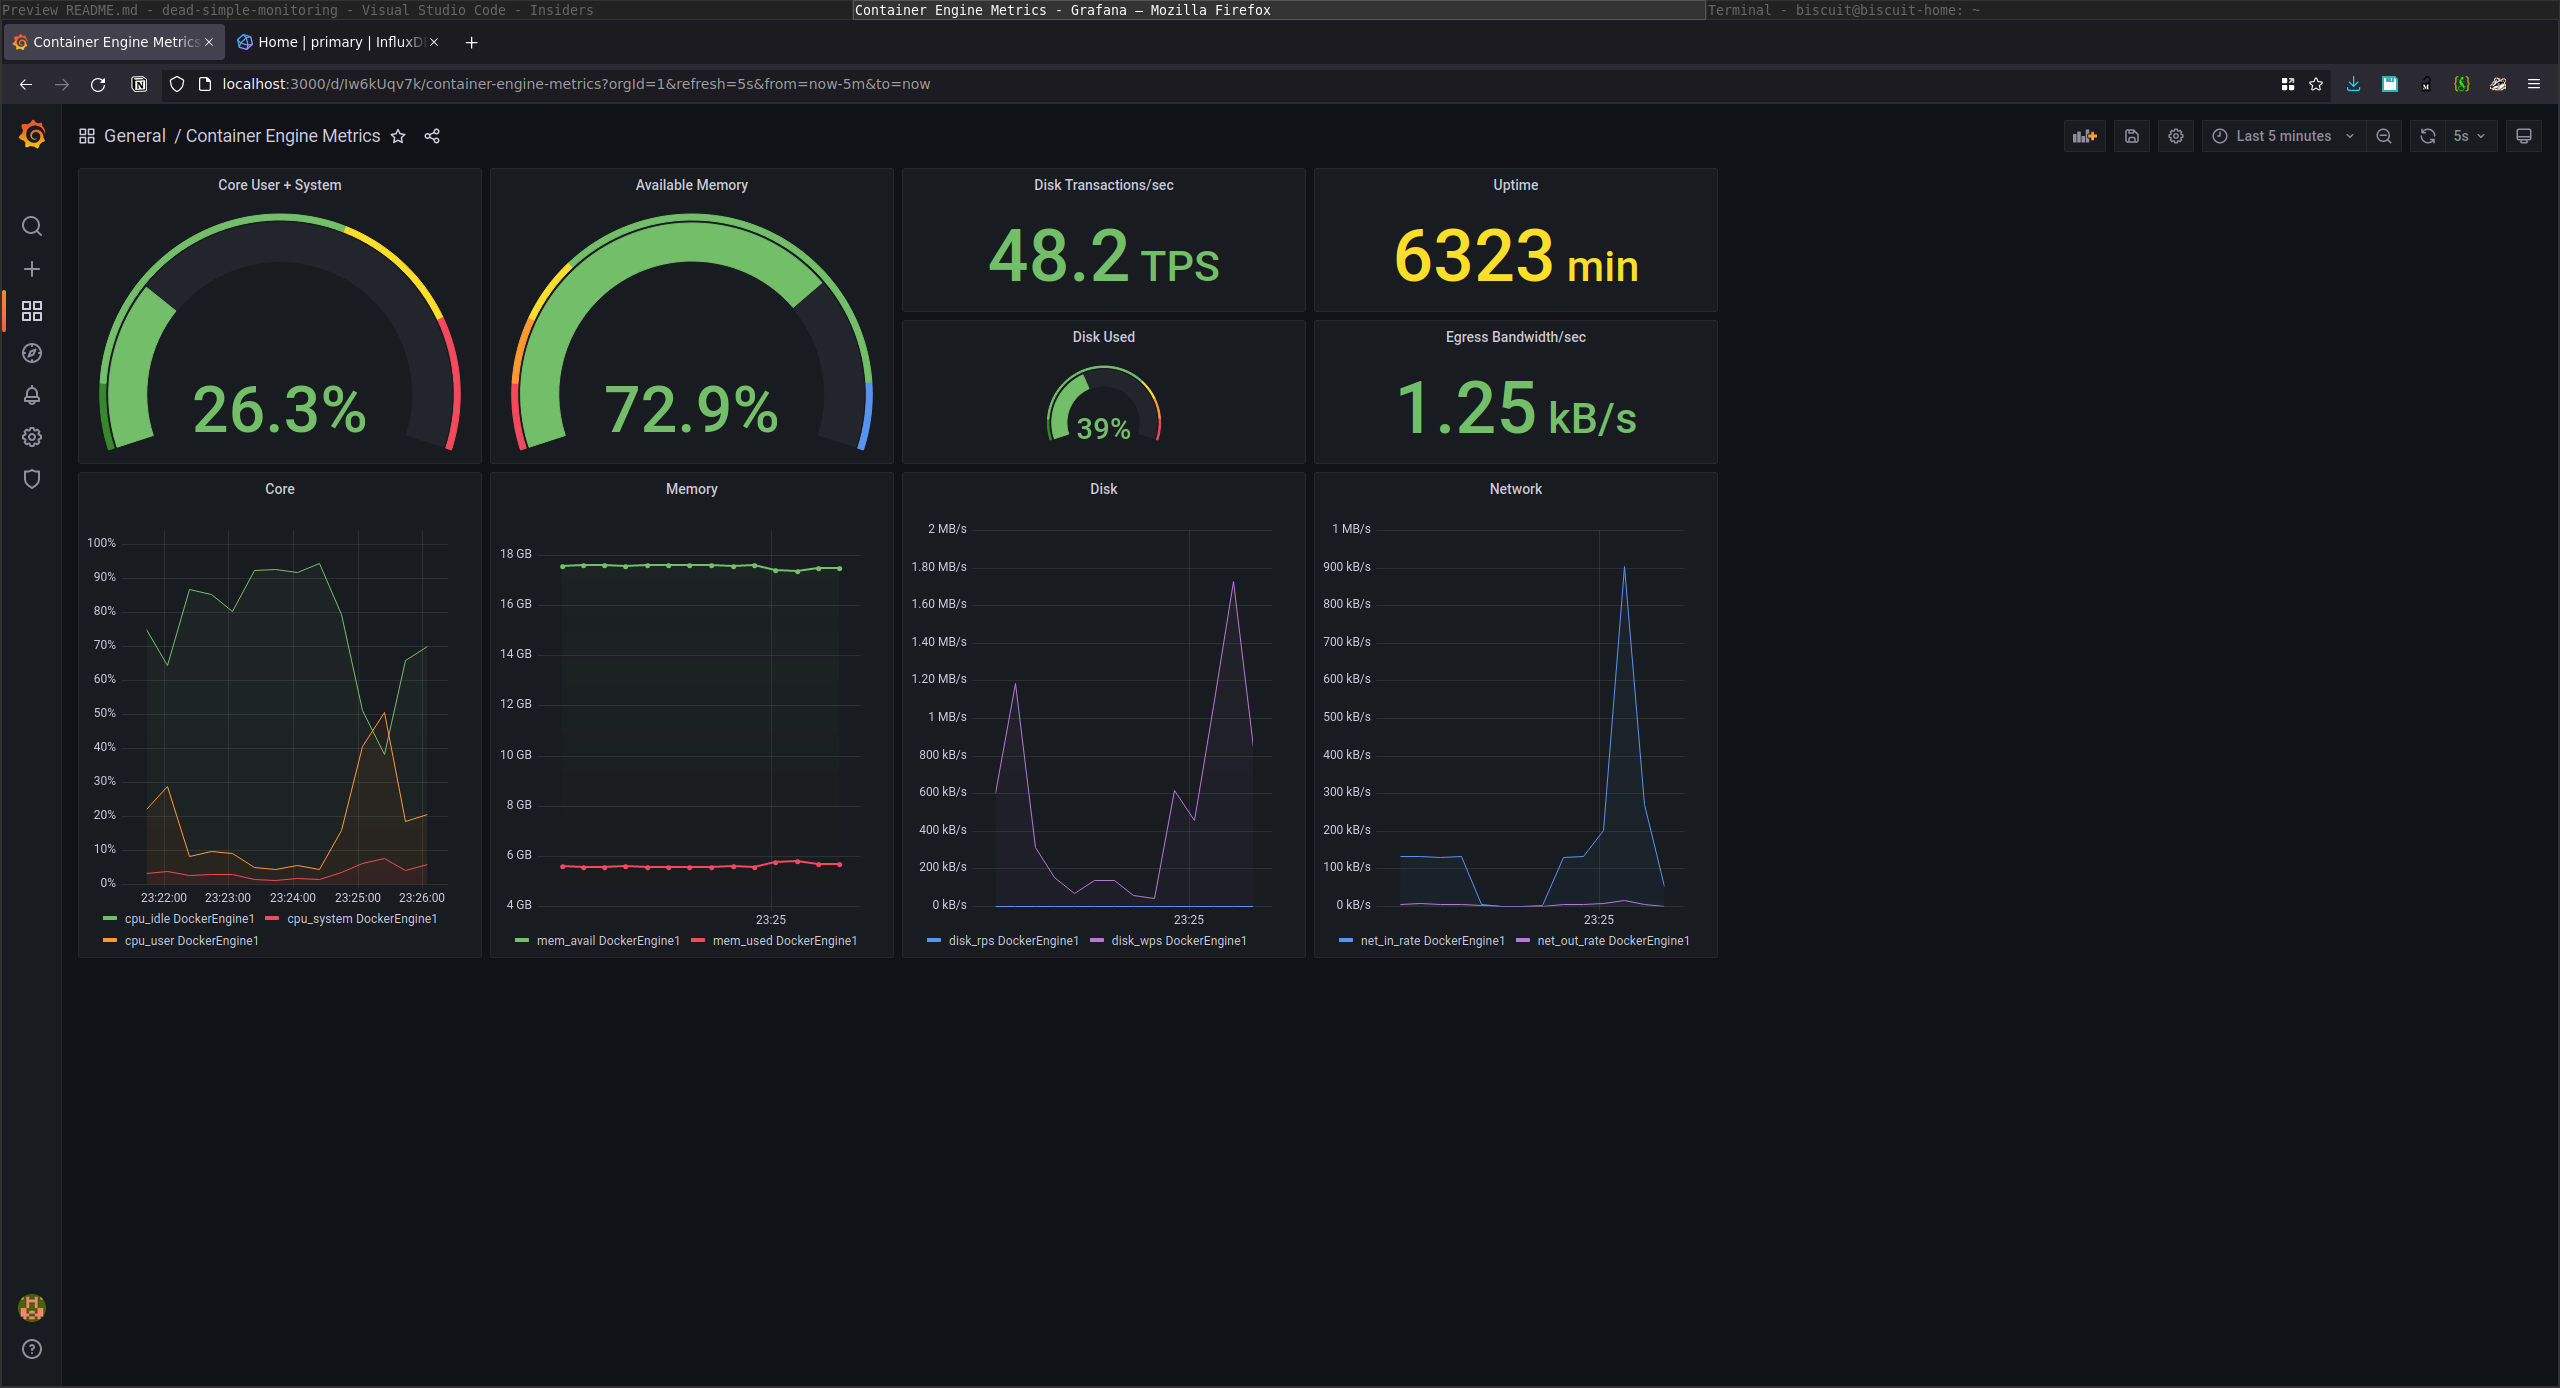 Preview README.md - dead-simple-monitoring - Visual Studio Code - Insiders
Container Engine Metrics - Grafana — Mozilla Firefox
Terminal - biscuit@biscuit-home: ~
Container Engine Metrics
Home | primary | InfluxD
localhost:3000/d/Iw6kUqv7k/container-engine-metrics?orgId=1&refresh=5s&from=now-5m&to=now
General / Container Engine Metrics
Last 5 minutes
5s
Core User + System
26.3%
Available Memory
72.9%
Disk Transactions/sec
48.2 TPS
Uptime
6323 min
Disk Used
39%
Egress Bandwidth/sec
1.25 kB/s
Core
100%
90%
80%
70%
60%
50%
40%
30%
20%
10%
0%
23:22:00 23:23:00 23:24:00 23:25:00 23:26:00
cpu_idle DockerEngine1 cpu_system DockerEngine1
cpu_user DockerEngine1
Memory
18 GB
16 GB
14 GB
12 GB
10 GB
8 GB
6 GB
4 GB
23:25
mem_avail DockerEngine1 mem_used DockerEngine1
Disk
2 MB/s
1.80 MB/s
1.60 MB/s
1.40 MB/s
1.20 MB/s
1 MB/s
800 kB/s
600 kB/s
400 kB/s
200 kB/s
0 kB/s
23:25
disk_rps DockerEngine1 disk_wps DockerEngine1
Network
1 MB/s
900 kB/s
800 kB/s
700 kB/s
600 kB/s
500 kB/s
400 kB/s
300 kB/s
200 kB/s
100 kB/s
0 kB/s
23:25
net_in_rate DockerEngine1 net_out_rate DockerEngine1